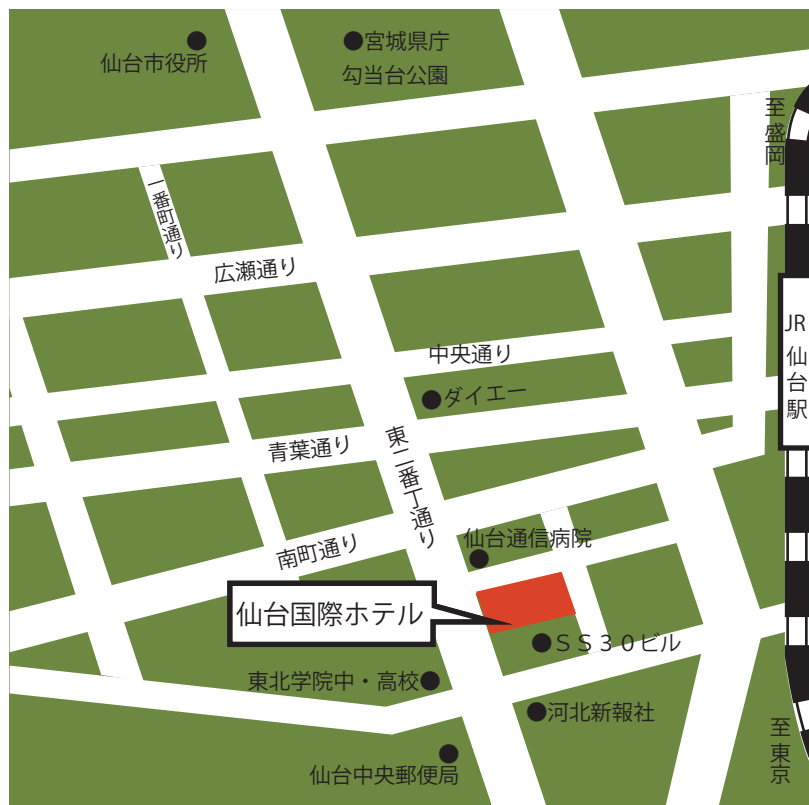 仙台市役所
宮城県庁
勾当台公園
至盛岡
一番町通り
広瀬通り
JR仙台駅
中央通り
ダイエー
青葉通り
東二番丁通り
南町通り
仙台通信病院
仙台国際ホテル
ＳＳ３０ビル
東北学院中・高校
河北新報社
至東京
仙台中央郵便局